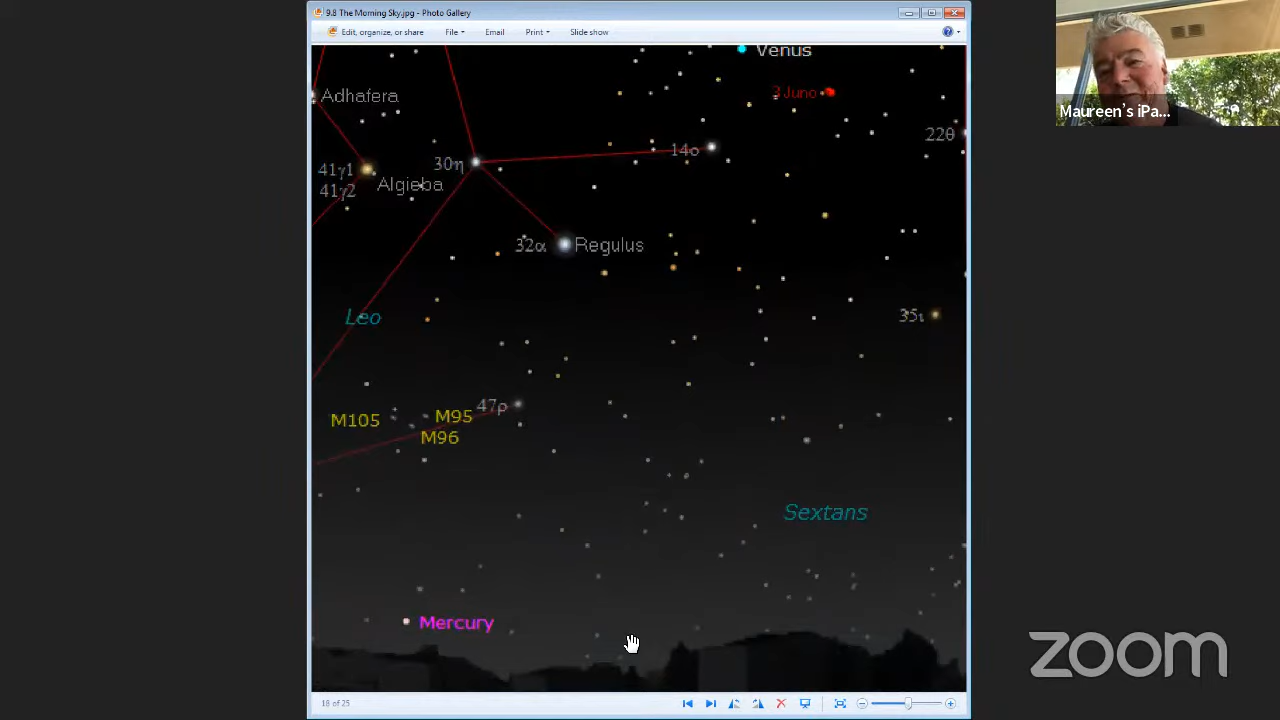 9.8 The Morning Sky.jpg - Photo Gallery
Edit, organize, or share File Email Print Slide show
Venus
3 Juno
Adhafera
22θ
14ο
30η
41γ1
41γ2
Algieba
32α Regulus
Leo
35ι
47ρ
M105 M95
M96
Sextans
Mercury
18 of 25
Maureen's iPa...
zoom